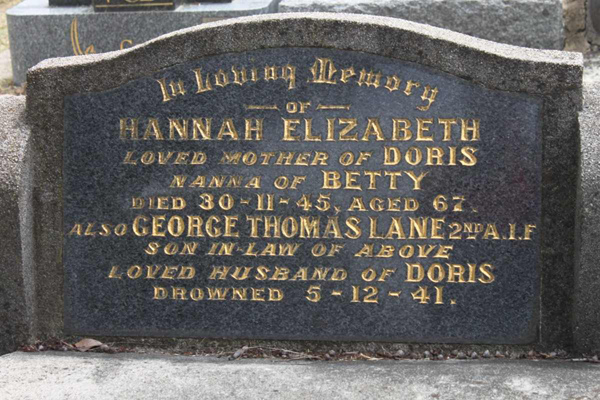 In Loving Memory
OF
HANNAH ELIZABETH
LOVED MOTHER OF DORIS
NANNA OF BETTY
DIED 30-11-45, AGED 67.
ALSO GEORGE THOMAS LANE 2ND A.I.F
SON IN-LAW OF ABOVE
LOVED HUSBAND OF DORIS
DROWNED 5-12-41.